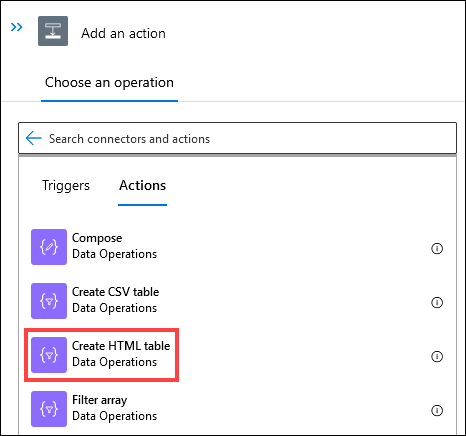 Add an action
Choose an operation
Search connectors and actions
Triggers
Actions
Compose
Data Operations
Create CSV table
Data Operations
Create HTML table
Data Operations
Filter array
Data Operations